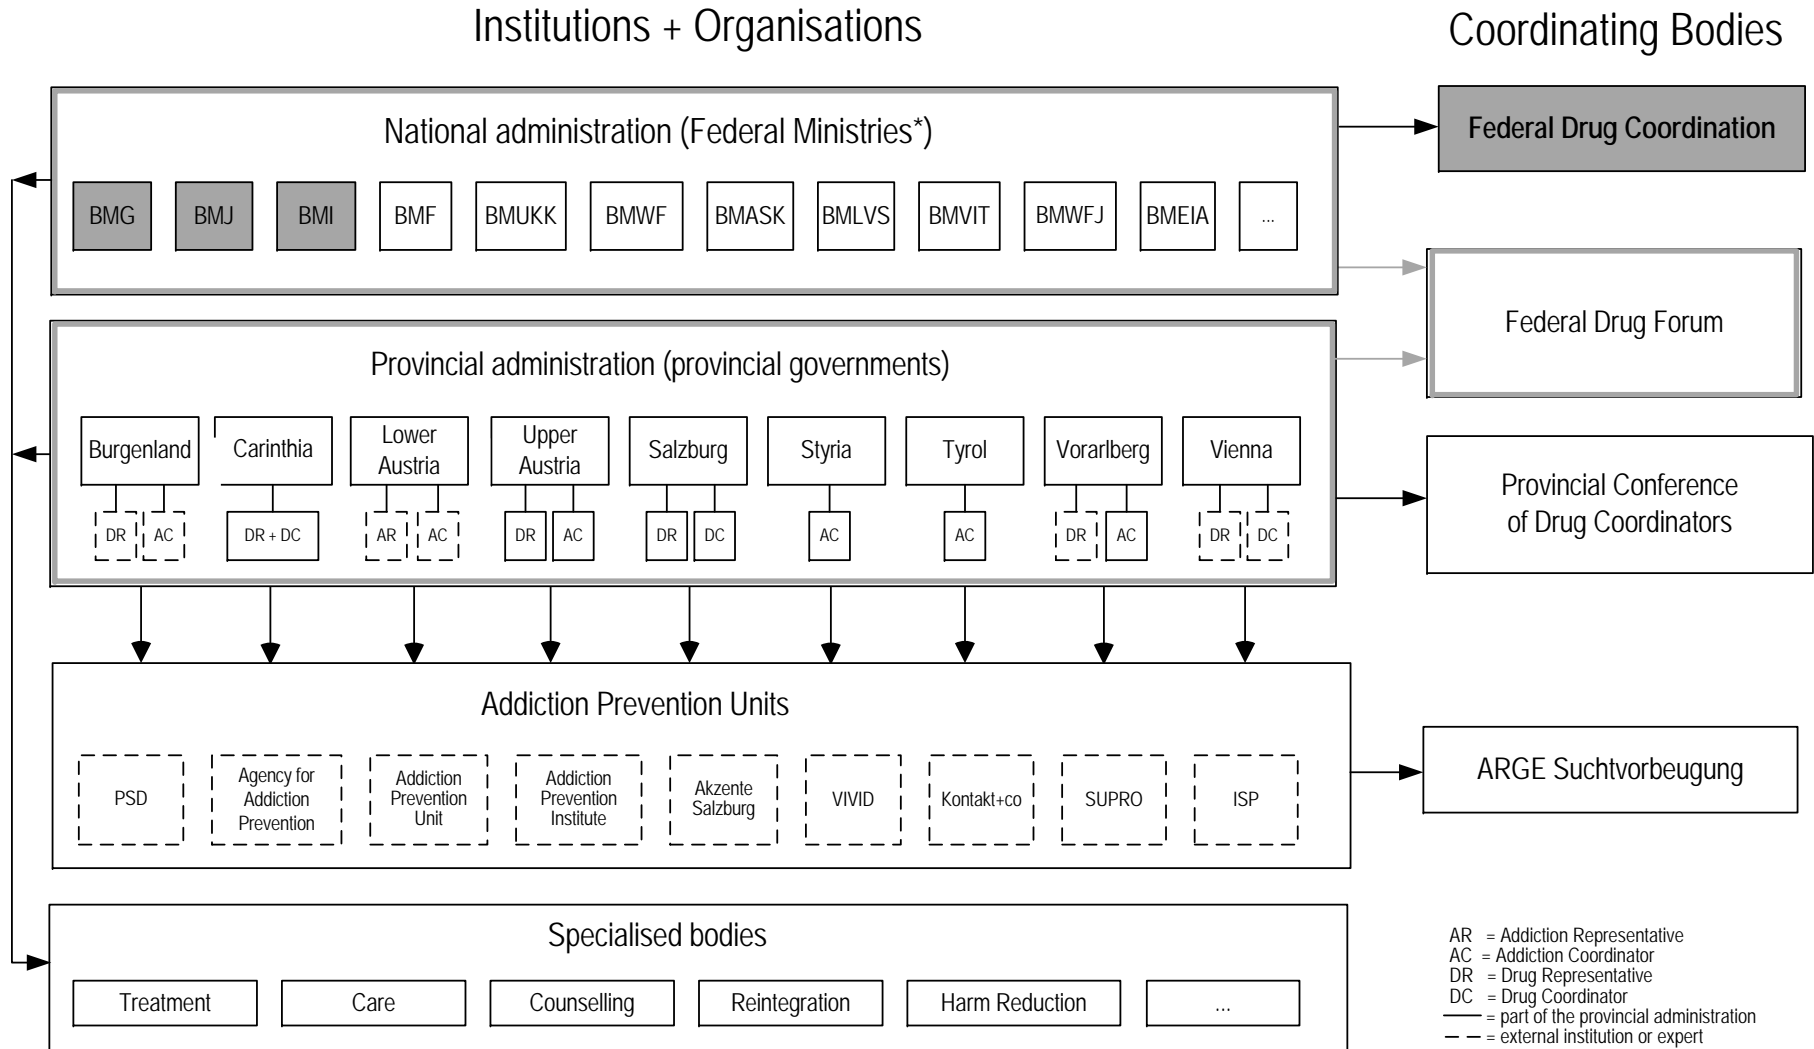 Institutions + Organisations
Coordinating Bodies
National administration (Federal Ministries*)
BMG
BMJ
BMI
BMF
BMUKK
BMWF
BMASK
BMLVS
BMVIT
BMWFJ
BMEIA
...
Federal Drug Coordination
Federal Drug Forum
Provincial administration (provincial governments)
Burgenland
Carinthia
Lower
Austria
Upper
Austria
Salzburg
Styria
Tyrol
Vorarlberg
Vienna
DR
AC
DR + DC
AR
AC
DR
AC
DR
DC
AC
AC
DR
AC
DR
DC
Provincial Conference
of Drug Coordinators
Addiction Prevention Units
PSD
Agency for
Addiction
Prevention
Addiction
Prevention
Unit
Addiction
Prevention
Institute
Akzente
Salzburg
VIVID
Kontakt+co
SUPRO
ISP
ARGE Suchtvorbeugung
Specialised bodies
Treatment
Care
Counselling
Reintegration
Harm Reduction
...
AR = Addiction Representative
AC = Addiction Coordinator
DR = Drug Representative
DC = Drug Coordinator
= part of the provincial administration
= external institution or expert